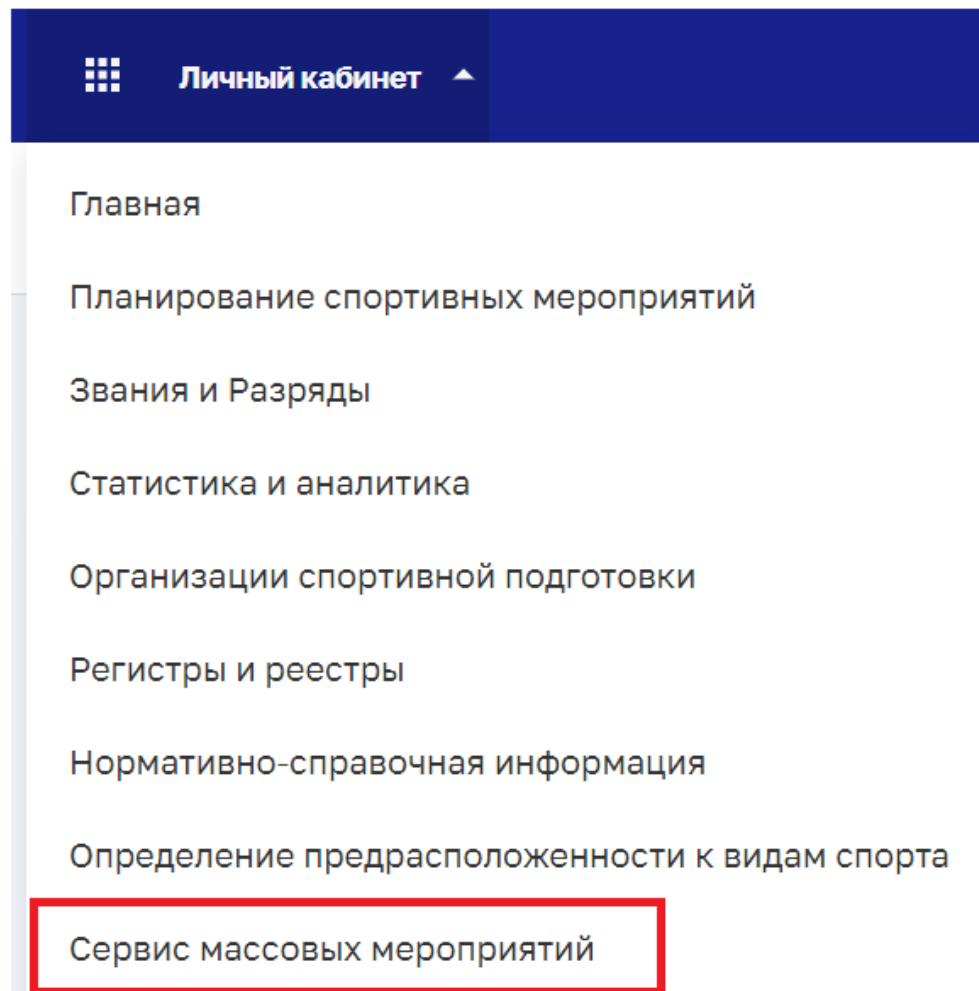 Личный кабинет
Главная
Планирование спортивных мероприятий
Звания и Разряды
Статистика и аналитика
Организации спортивной подготовки
Регистры и реестры
Нормативно-справочная информация
Определение предрасположенности к видам спорта
Сервис массовых мероприятий